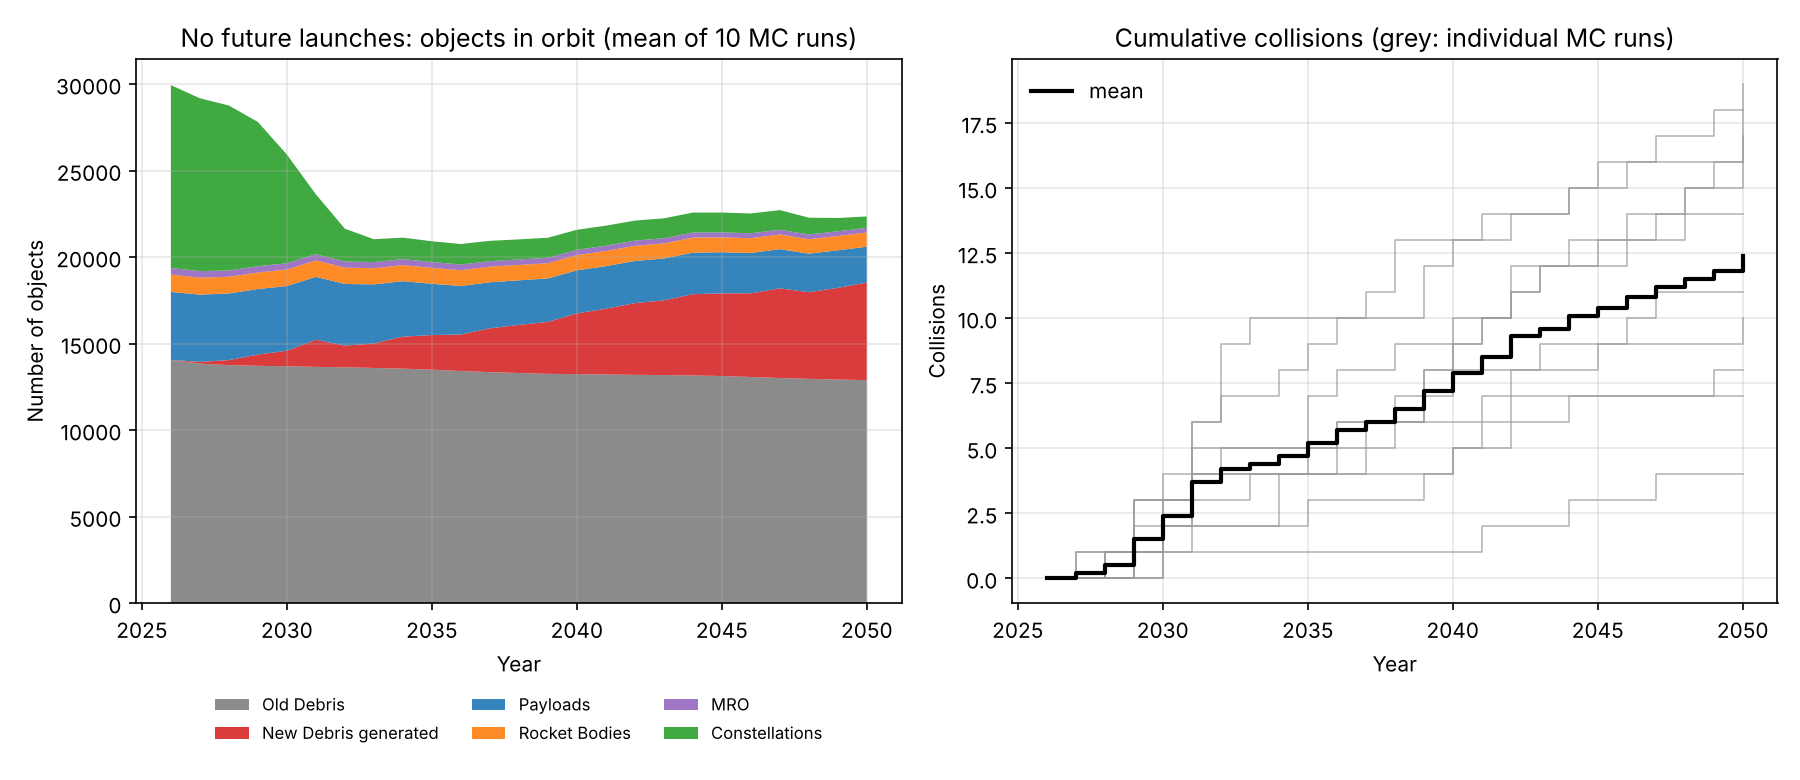 No future launches: objects in orbit (mean of 10 MC runs)
Number of objects
30000
25000
20000
15000
10000
5000
0
2025 2030 2035 2040 2045 2050
Year
Old Debris
New Debris generated
Payloads
Rocket Bodies
MRO
Constellations
Cumulative collisions (grey: individual MC runs)
mean
Collisions
17.5
15.0
12.5
10.0
7.5
5.0
2.5
0.0
2025 2030 2035 2040 2045 2050
Year